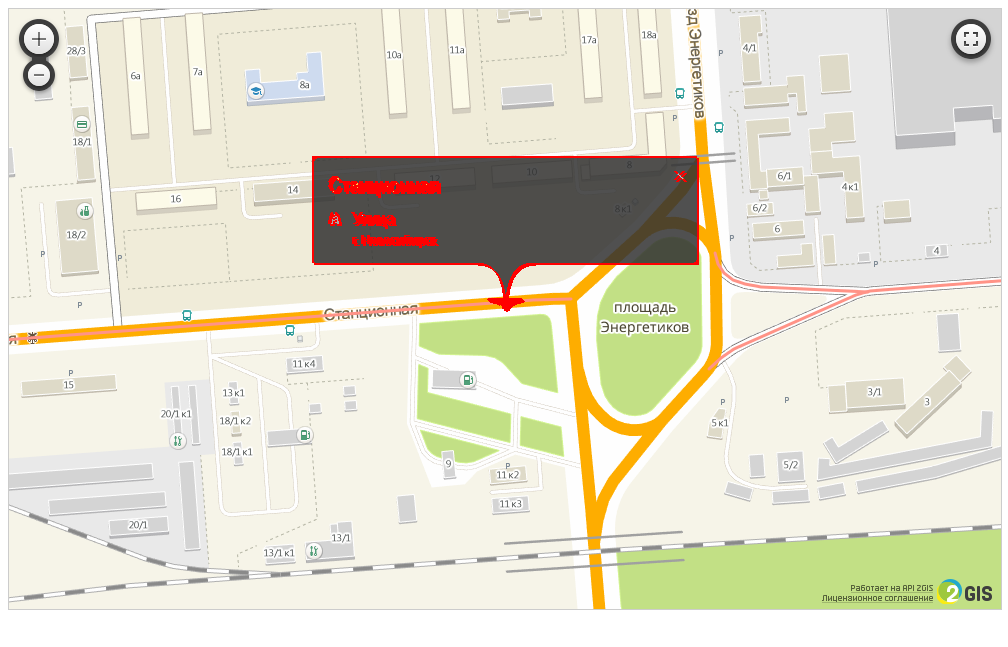 зд Энергетиков
28/3
6а
7а
8а
10а
11а
17а
18а
4/1
18/1
P
16
14
12
10
8
6/1
4к1
Станционная
8к1
18/2
6/2
6
P
4
Улица
P
P
P
площадь
Энергетиков
Станционная
я
11к4
P
15
13к1
20/1к1
18/1к2
18/1к1
3/1
3
P
P
5к1
9
P
11к2
5/2
11к3
20/1
13/1
13/1к1
Работает на API 2GIS
Лицензионное соглашение
2GIS